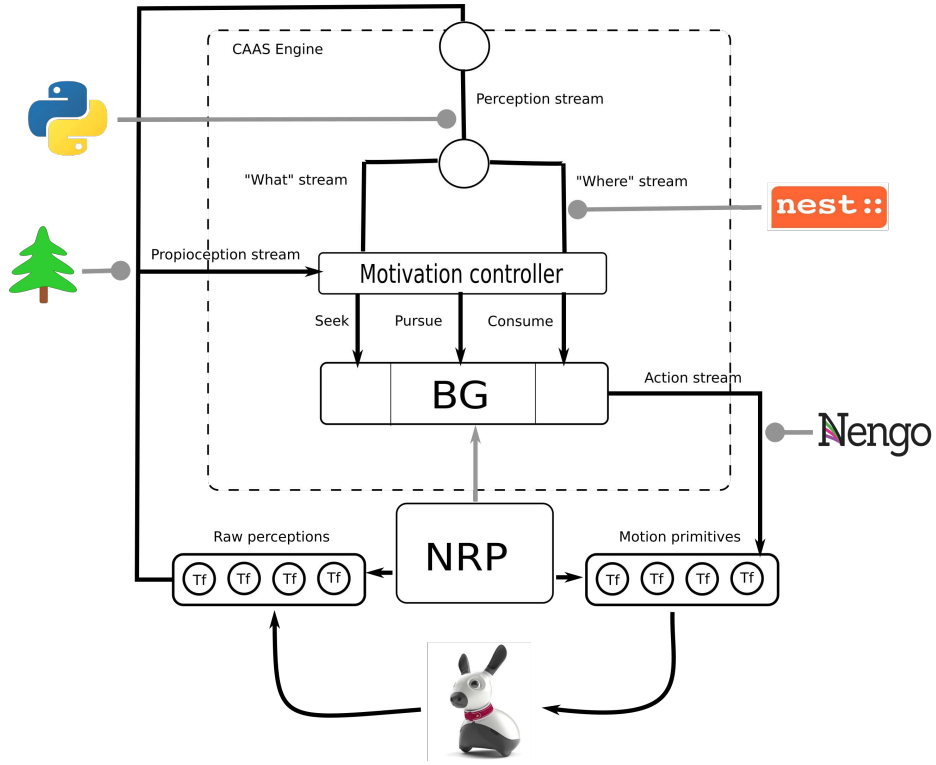 CAAS Engine
Perception stream
"What" stream
"Where" stream
nest::
Propioception stream
Motivation controller
Seek
Pursue
Consume
BG
Action stream
Nengo
NRP
Raw perceptions
Motion primitives
Tf Tf Tf Tf
Tf Tf Tf Tf